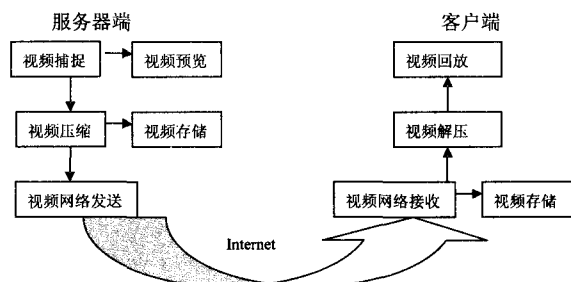 服务器端
客户端
视频捕捉
视频预览
视频回放
视频压缩
视频存储
视频解压
视频网络发送
视频网络接收
视频存储
Internet